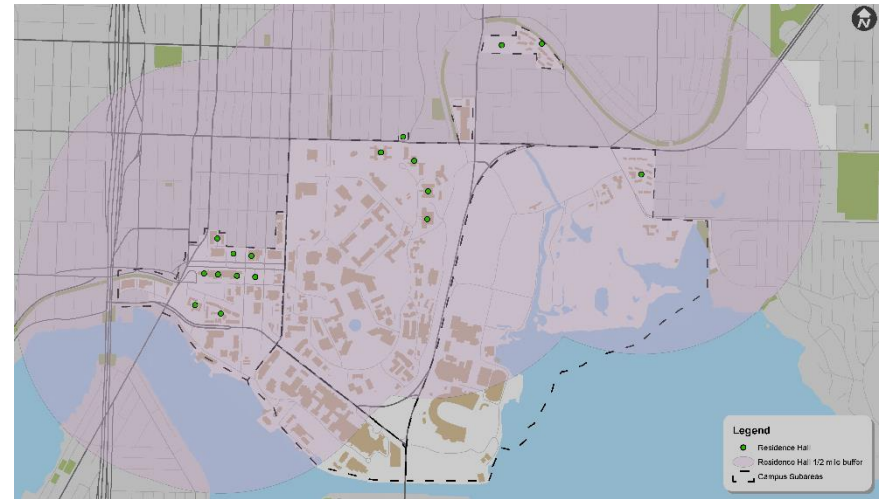 N
Legend
Residence Hall
Residence Hall 1/2 mile buffer
Campus Subareas